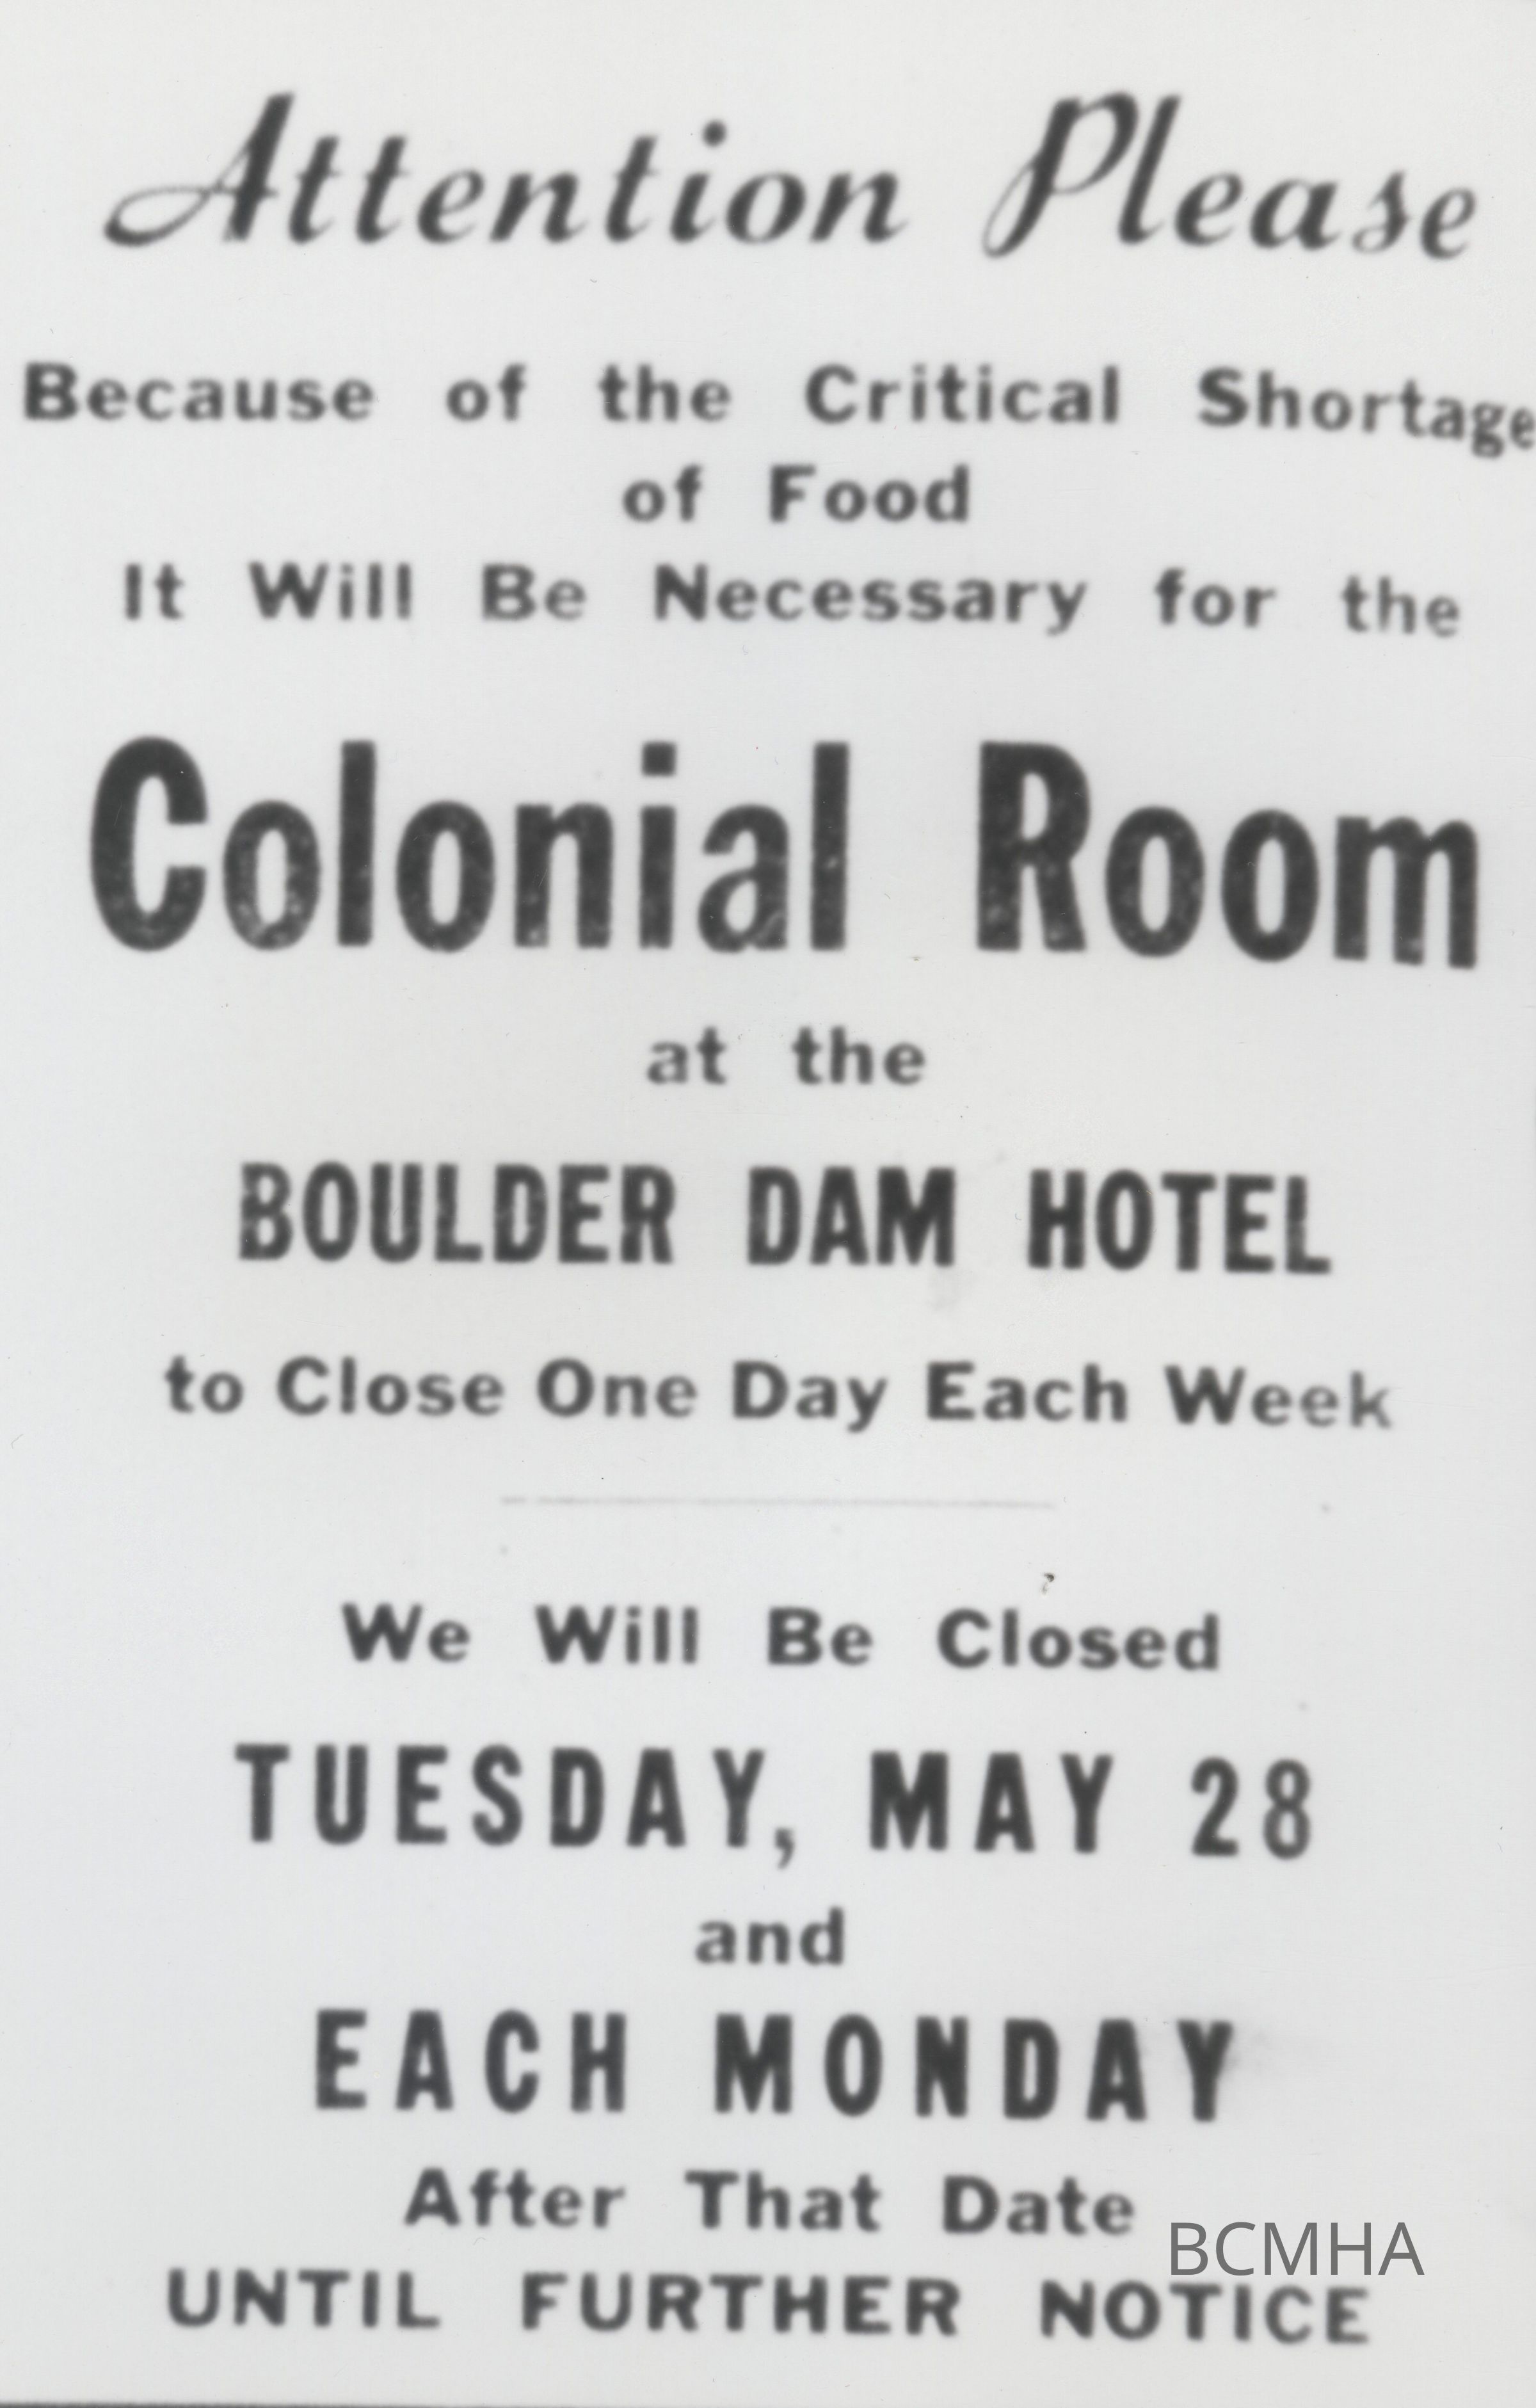 Attention Please
Because of the Critical Shortage
of Food
It Will Be Necessary for the
Colonial Room
at the
BOULDER DAM HOTEL
to Close One Day Each Week
We Will Be Closed
TUESDAY, MAY 28
and
EACH MONDAY
After That Date
BCMHA
UNTIL FURTHER NOTICE